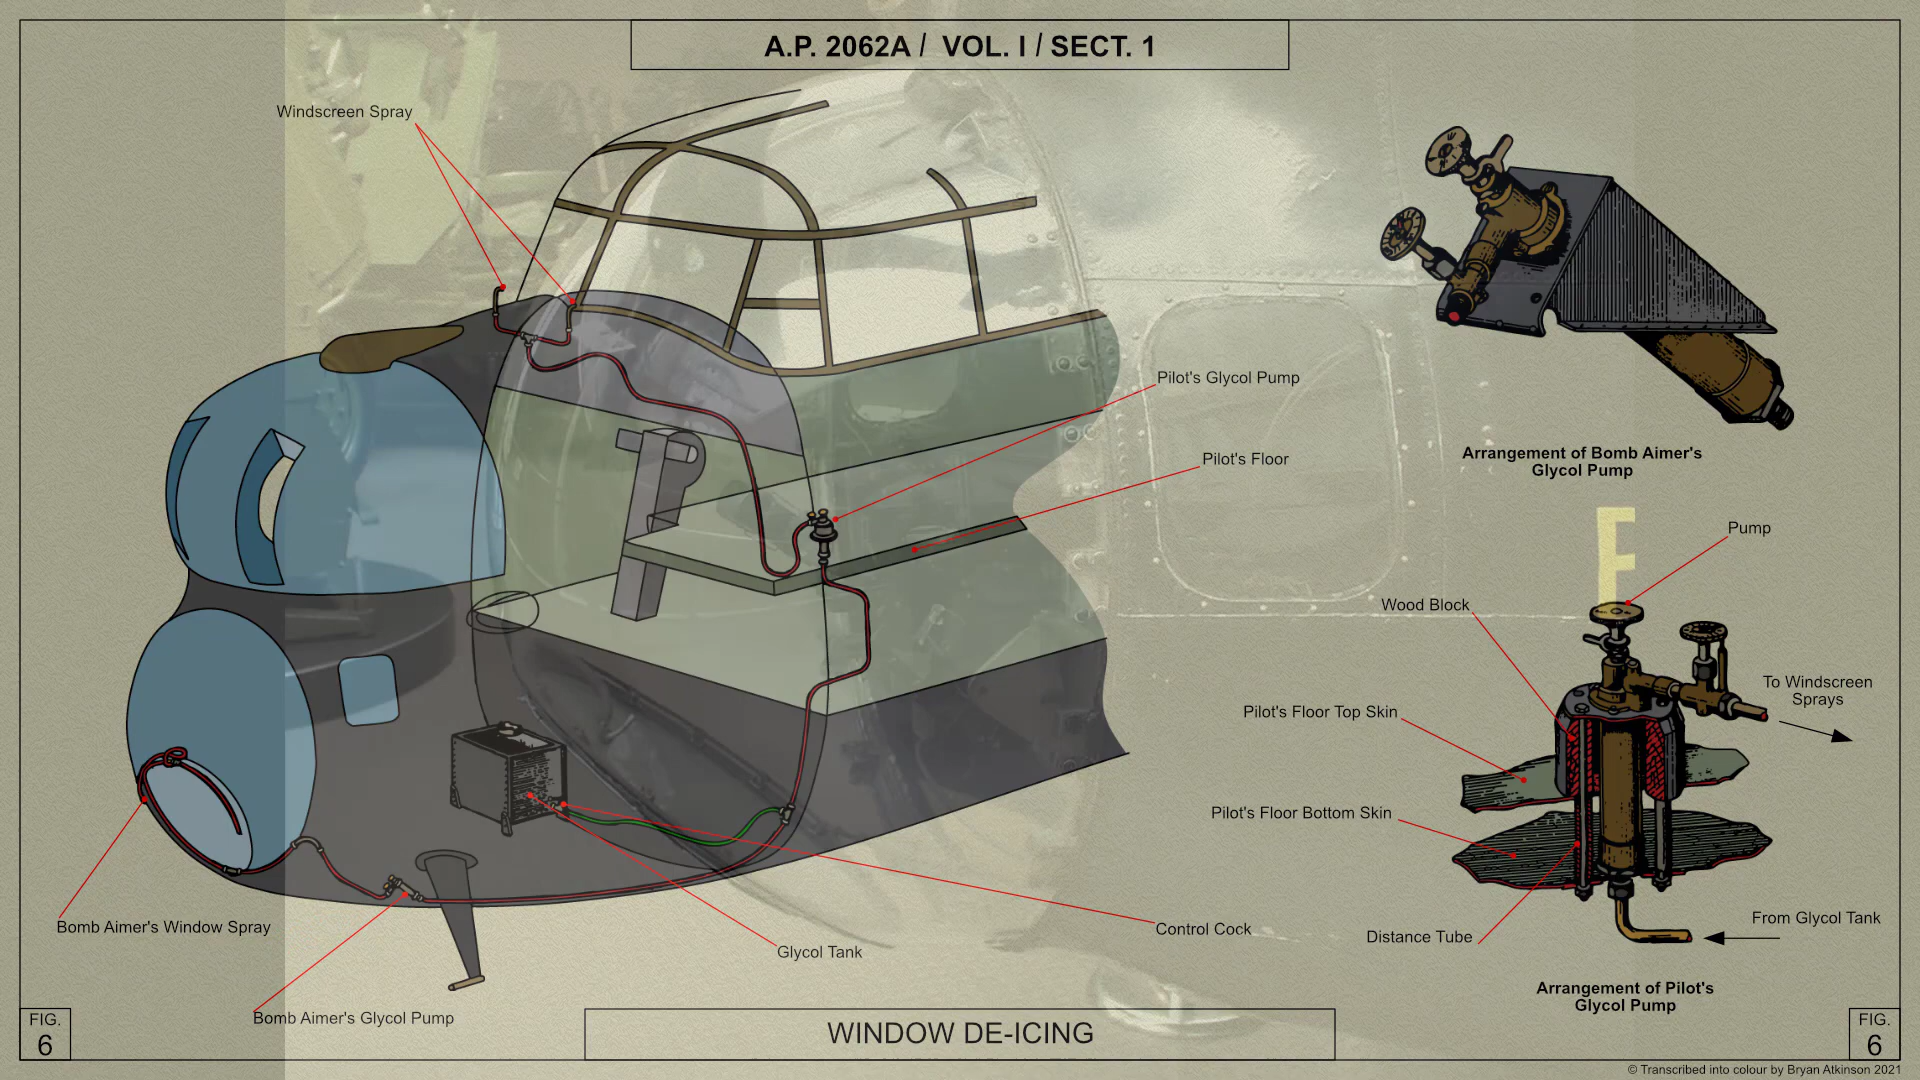 A.P. 2062A / VOL. I / SECT. 1
Windscreen Spray
Pilot's Glycol Pump
Pilot's Floor
Arrangement of Bomb Aimer's
Glycol Pump
F
Pump
Wood Block
To Windscreen
Sprays
Pilot's Floor Top Skin
Pilot's Floor Bottom Skin
From Glycol Tank
Distance Tube
Arrangement of Pilot's
Glycol Pump
Bomb Aimer's Window Spray
Control Cock
Glycol Tank
Bomb Aimer's Glycol Pump
FIG.
6
WINDOW DE-ICING
FIG.
6
© Transcribed into colour by Bryan Atkinson 2021